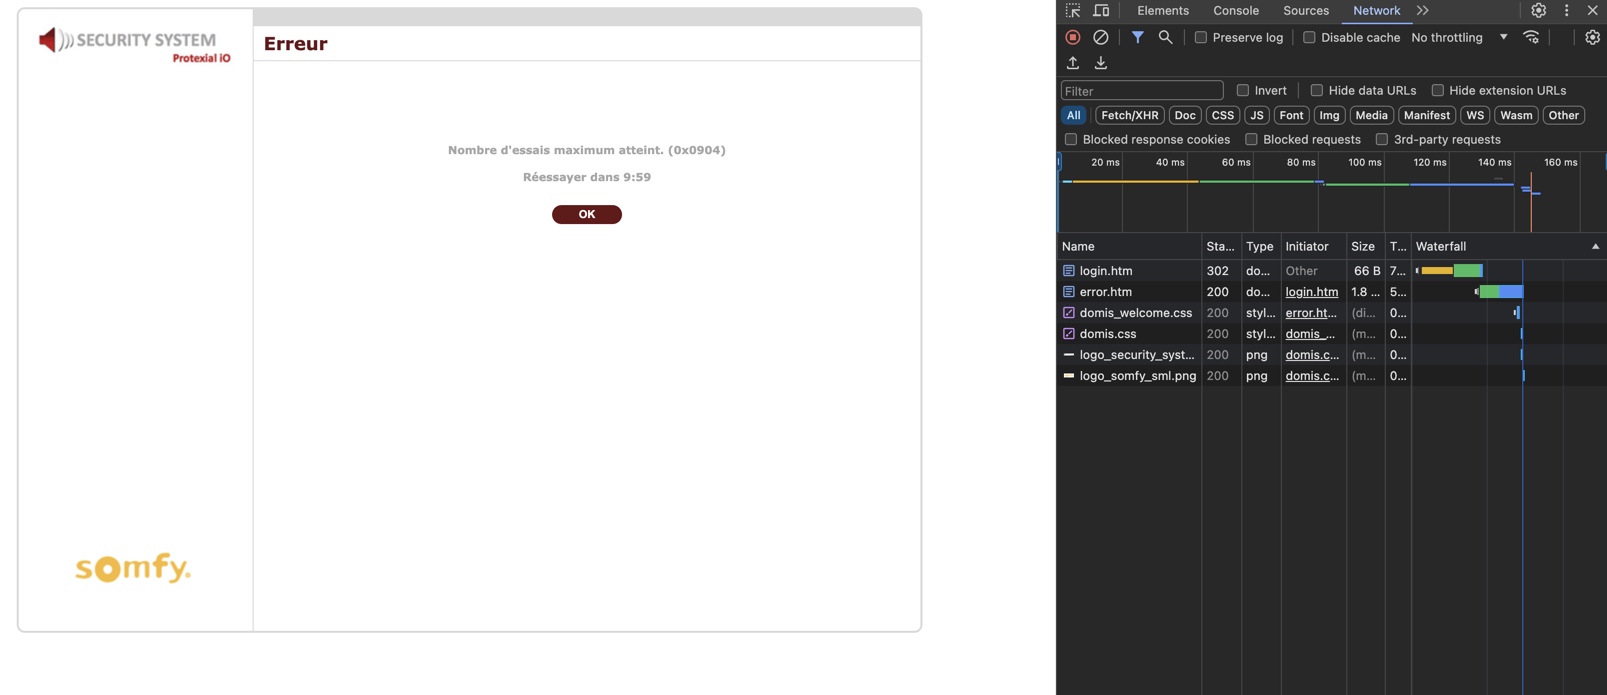 SECURITY SYSTEM
Protexial iO
Erreur
Nombre d'essais maximum atteint. (0x0904)
Réessayer dans 9:59
OK
somfy.
Elements Console Sources Network
Preserve log Disable cache No throttling
Filter Invert Hide data URLs Hide extension URLs
All Fetch/XHR Doc CSS JS Font Img Media Manifest WS Wasm Other
Blocked response cookies Blocked requests 3rd-party requests
20 ms 40 ms 60 ms 80 ms 100 ms 120 ms 140 ms 160 ms
Name Sta... Type Initiator Size T... Waterfall
login.htm 302 do... Other 66 B 7...
error.htm 200 do... login.htm 1.8 ... 5...
domis_welcome.css 200 styl... error.ht... (di... 0...
domis.css 200 styl... domis_... (m... 0...
logo_security_syst... 200 png domis.c... (m... 0...
logo_somfy_sml.png 200 png domis.c... (m... 0...